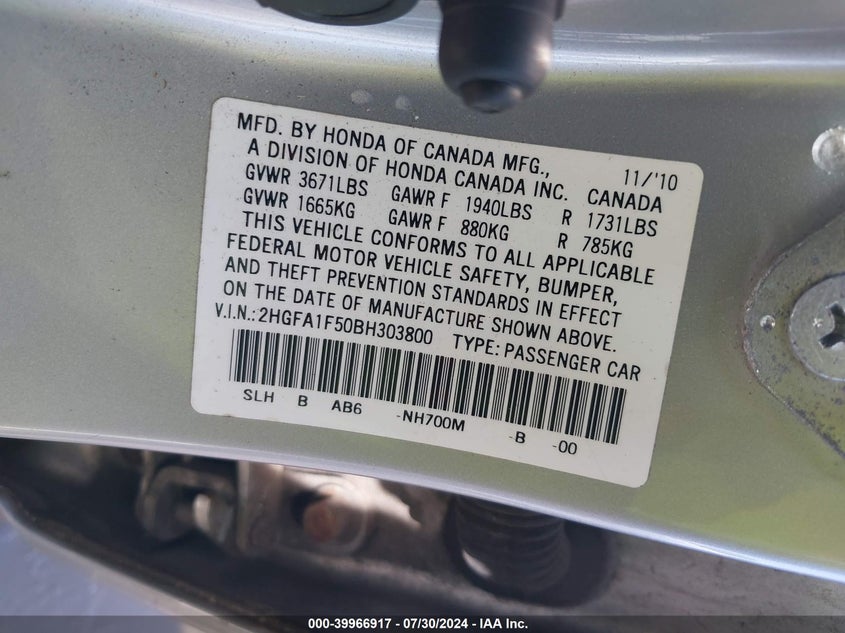 MFD. BY HONDA OF CANADA MFG., 11/'10
A DIVISION OF HONDA CANADA INC. CANADA
GVWR 3671LBS GAWR F 1940LBS R 1731LBS
GVWR 1665KG GAWR F 880KG R 785KG
THIS VEHICLE CONFORMS TO ALL APPLICABLE
FEDERAL MOTOR VEHICLE SAFETY, BUMPER,
AND THEFT PREVENTION STANDARDS IN EFFECT
ON THE DATE OF MANUFACTURE SHOWN ABOVE.
V.I.N.:2HGFA1F50BH303800 TYPE:PASSENGER CAR
SLH B AB6 -NH700M -B -00
000-39966917 / 07/30/2024 - IAA Inc.